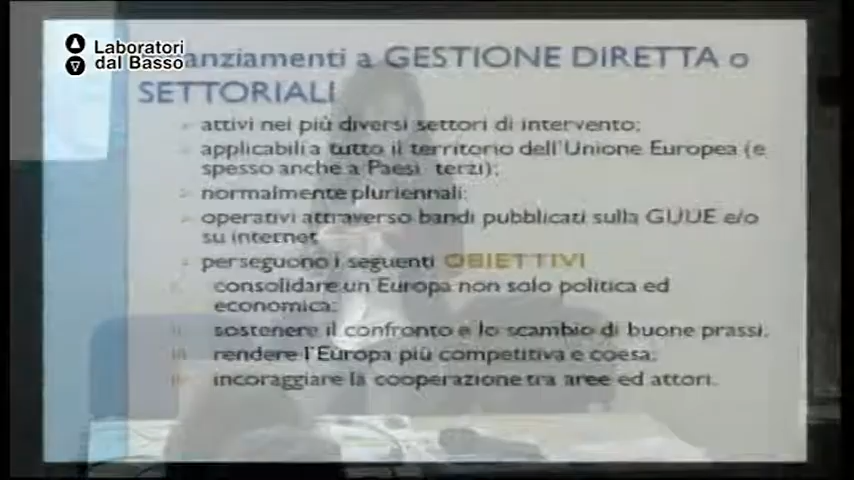 Laboratori
dal Basso
anziamenti a GESTIONE DIRETTA o
SETTORIALI
attivi nei più diversi settori di intervento;
applicabili a tutto il territorio dell'Unione Europea (e
spesso anche a Paesi terzi);
normalmente pluriennali;
operativi attraverso bandi pubblicati sulla GUUE e/o
su internet
perseguono i seguenti OBIETTIVI
consolidare un Europa non solo politica ed
economica;
sostenere il confronto e lo scambio di buone prassi.
rendere l'Europa più competitiva e coesa;
incoraggiare la cooperazione tra aree ed attori.